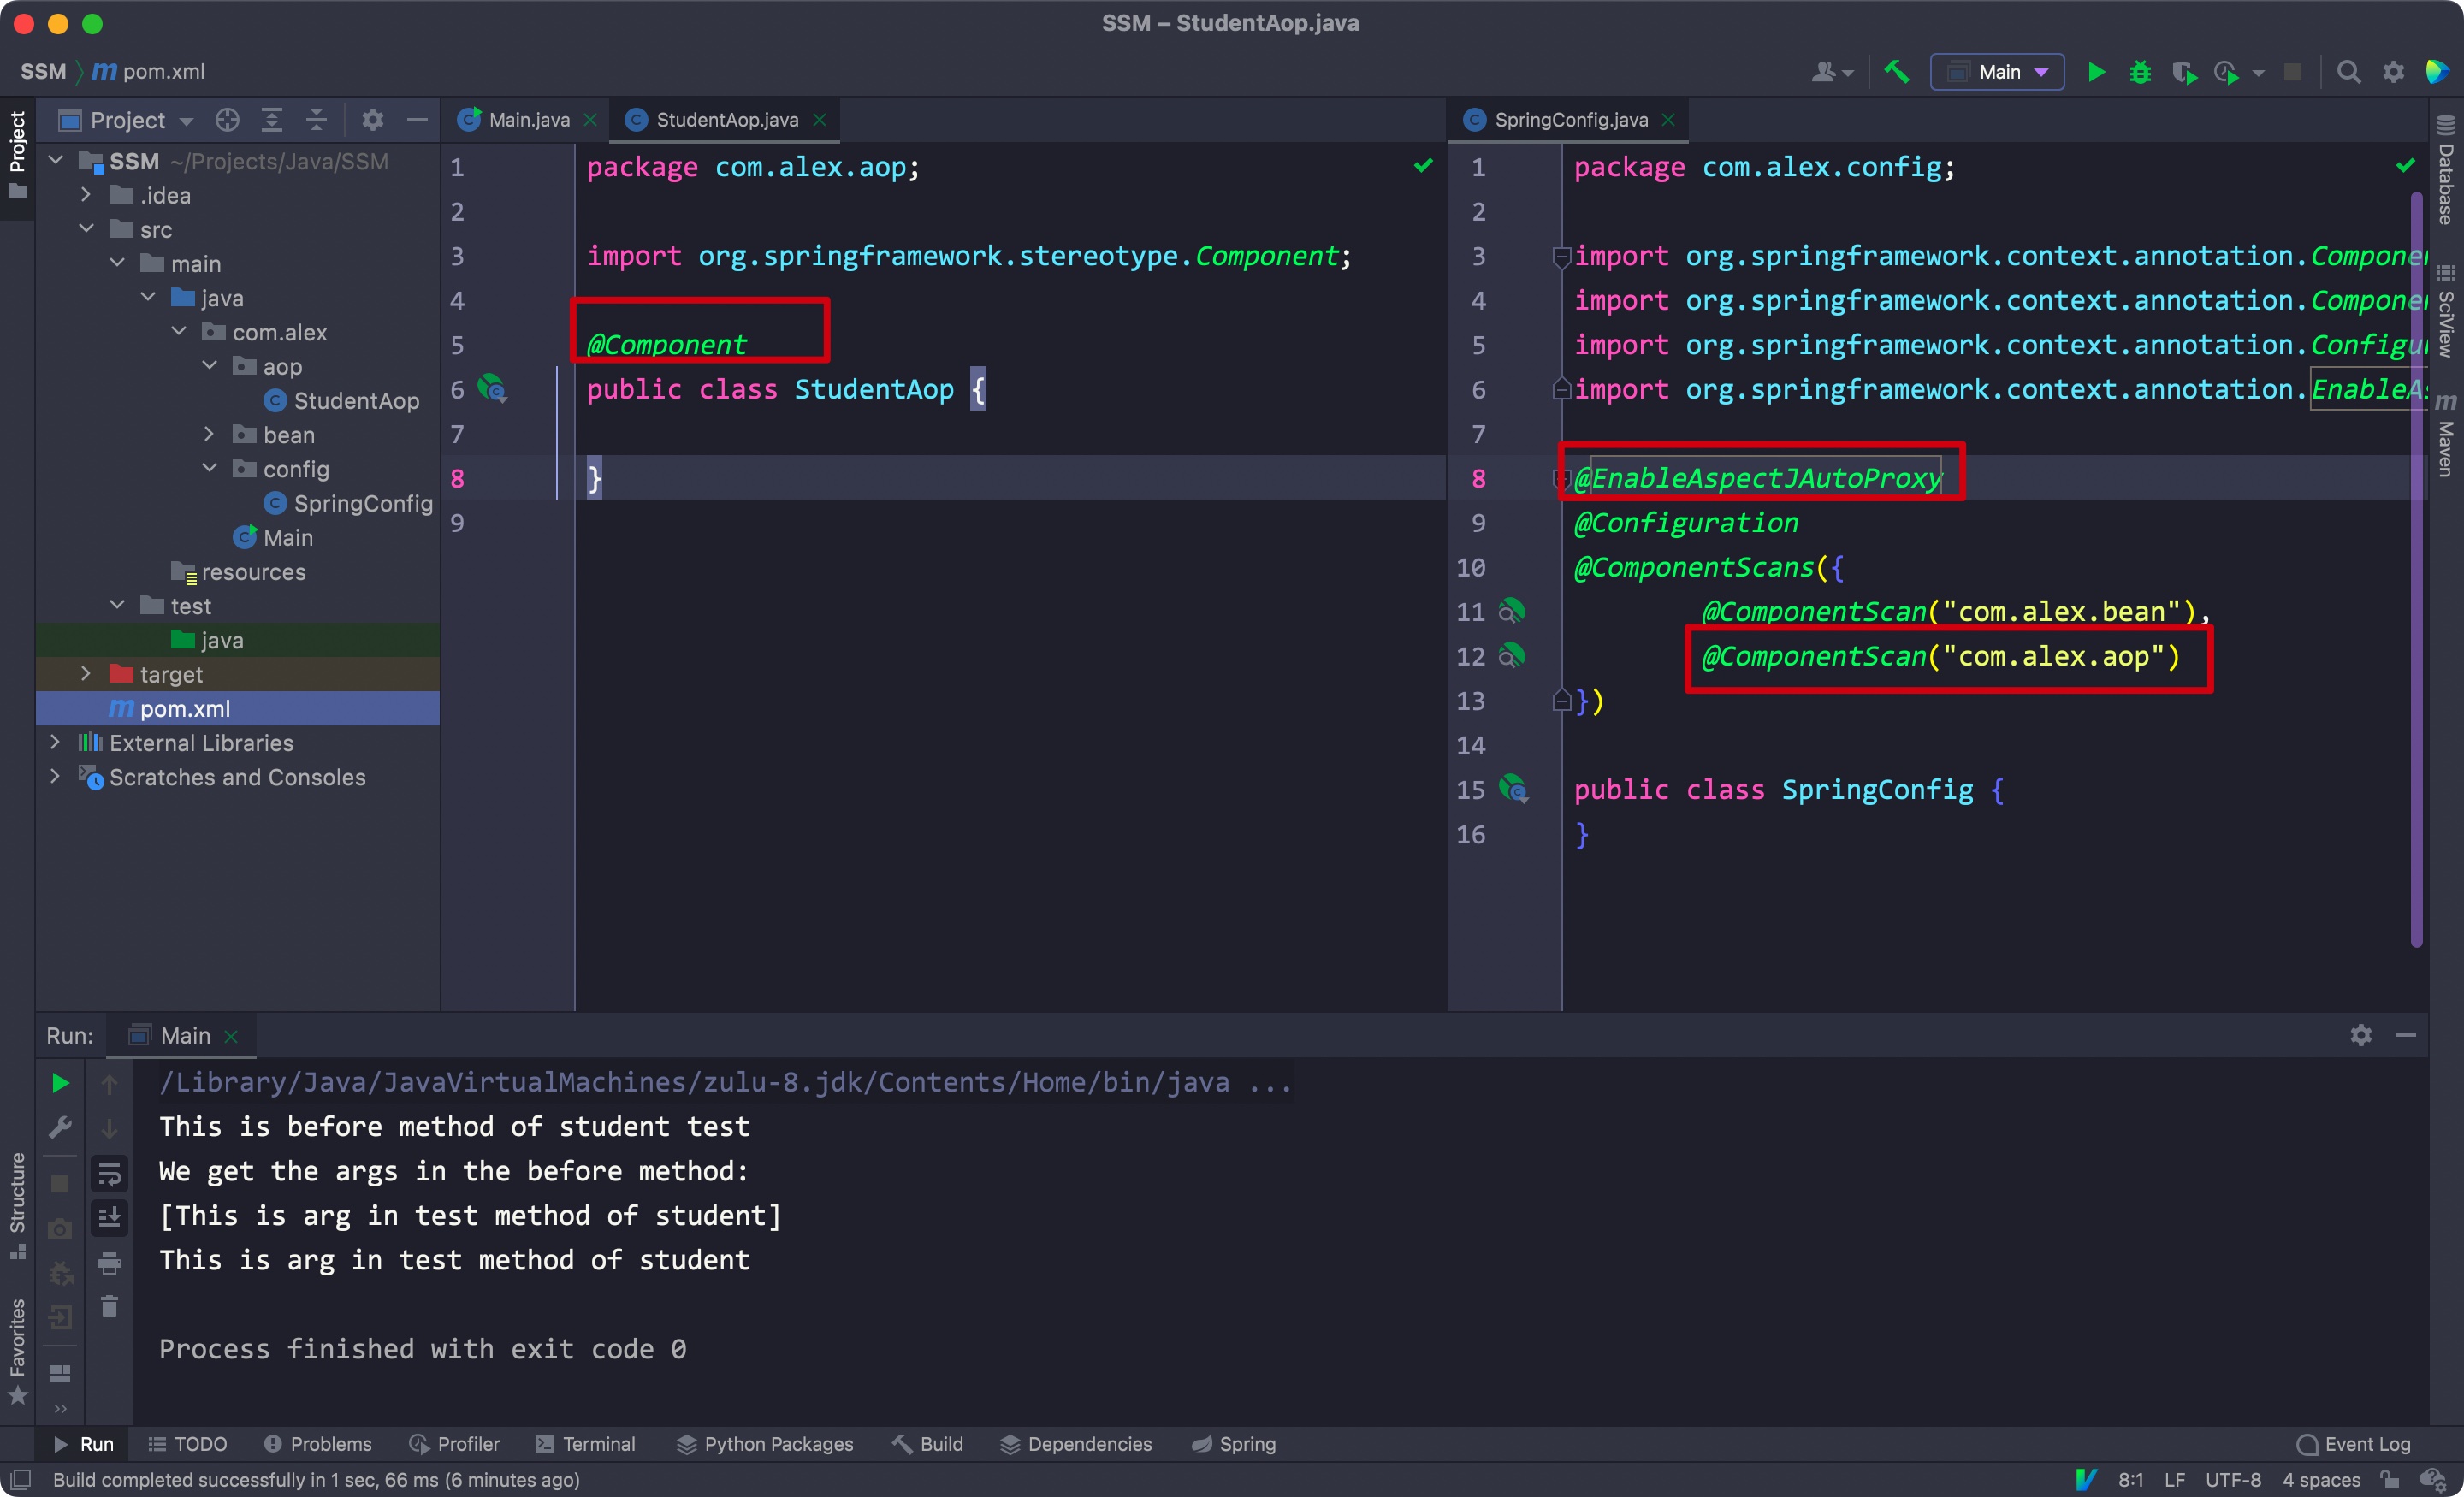 SSM – StudentAop.java
SSM
pom.xml
Main
Project
Project
Main.java
StudentAop.java
SpringConfig.java
SSM ~/Projects/Java/SSM
.idea
src
main
java
com.alex
aop
StudentAop
bean
config
SpringConfig
Main
resources
test
java
target
pom.xml
External Libraries
Scratches and Consoles
1 package com.alex.aop;
2
3 import org.springframework.stereotype.Component;
4
5 @Component
6 public class StudentAop {
7
8 }
9
1 package com.alex.config;
2
3 import org.springframework.context.annotation.Componen
4 import org.springframework.context.annotation.Componen
5 import org.springframework.context.annotation.Configur
6 import org.springframework.context.annotation.EnableAs
7
8 @EnableAspectJAutoProxy
9 @Configuration
10 @ComponentScans({
11 @ComponentScan("com.alex.bean"),
12 @ComponentScan("com.alex.aop")
13 })
14
15 public class SpringConfig {
16 }
Database
SciView
Maven
Run:
Main
/Library/Java/JavaVirtualMachines/zulu-8.jdk/Contents/Home/bin/java ...
This is before method of student test
We get the args in the before method:
[This is arg in test method of student]
This is arg in test method of student
Process finished with exit code 0
Structure
Favorites
Run
TODO
Problems
Profiler
Terminal
Python Packages
Build
Dependencies
Spring
Event Log
Build completed successfully in 1 sec, 66 ms (6 minutes ago)
8:1
LF
UTF-8
4 spaces